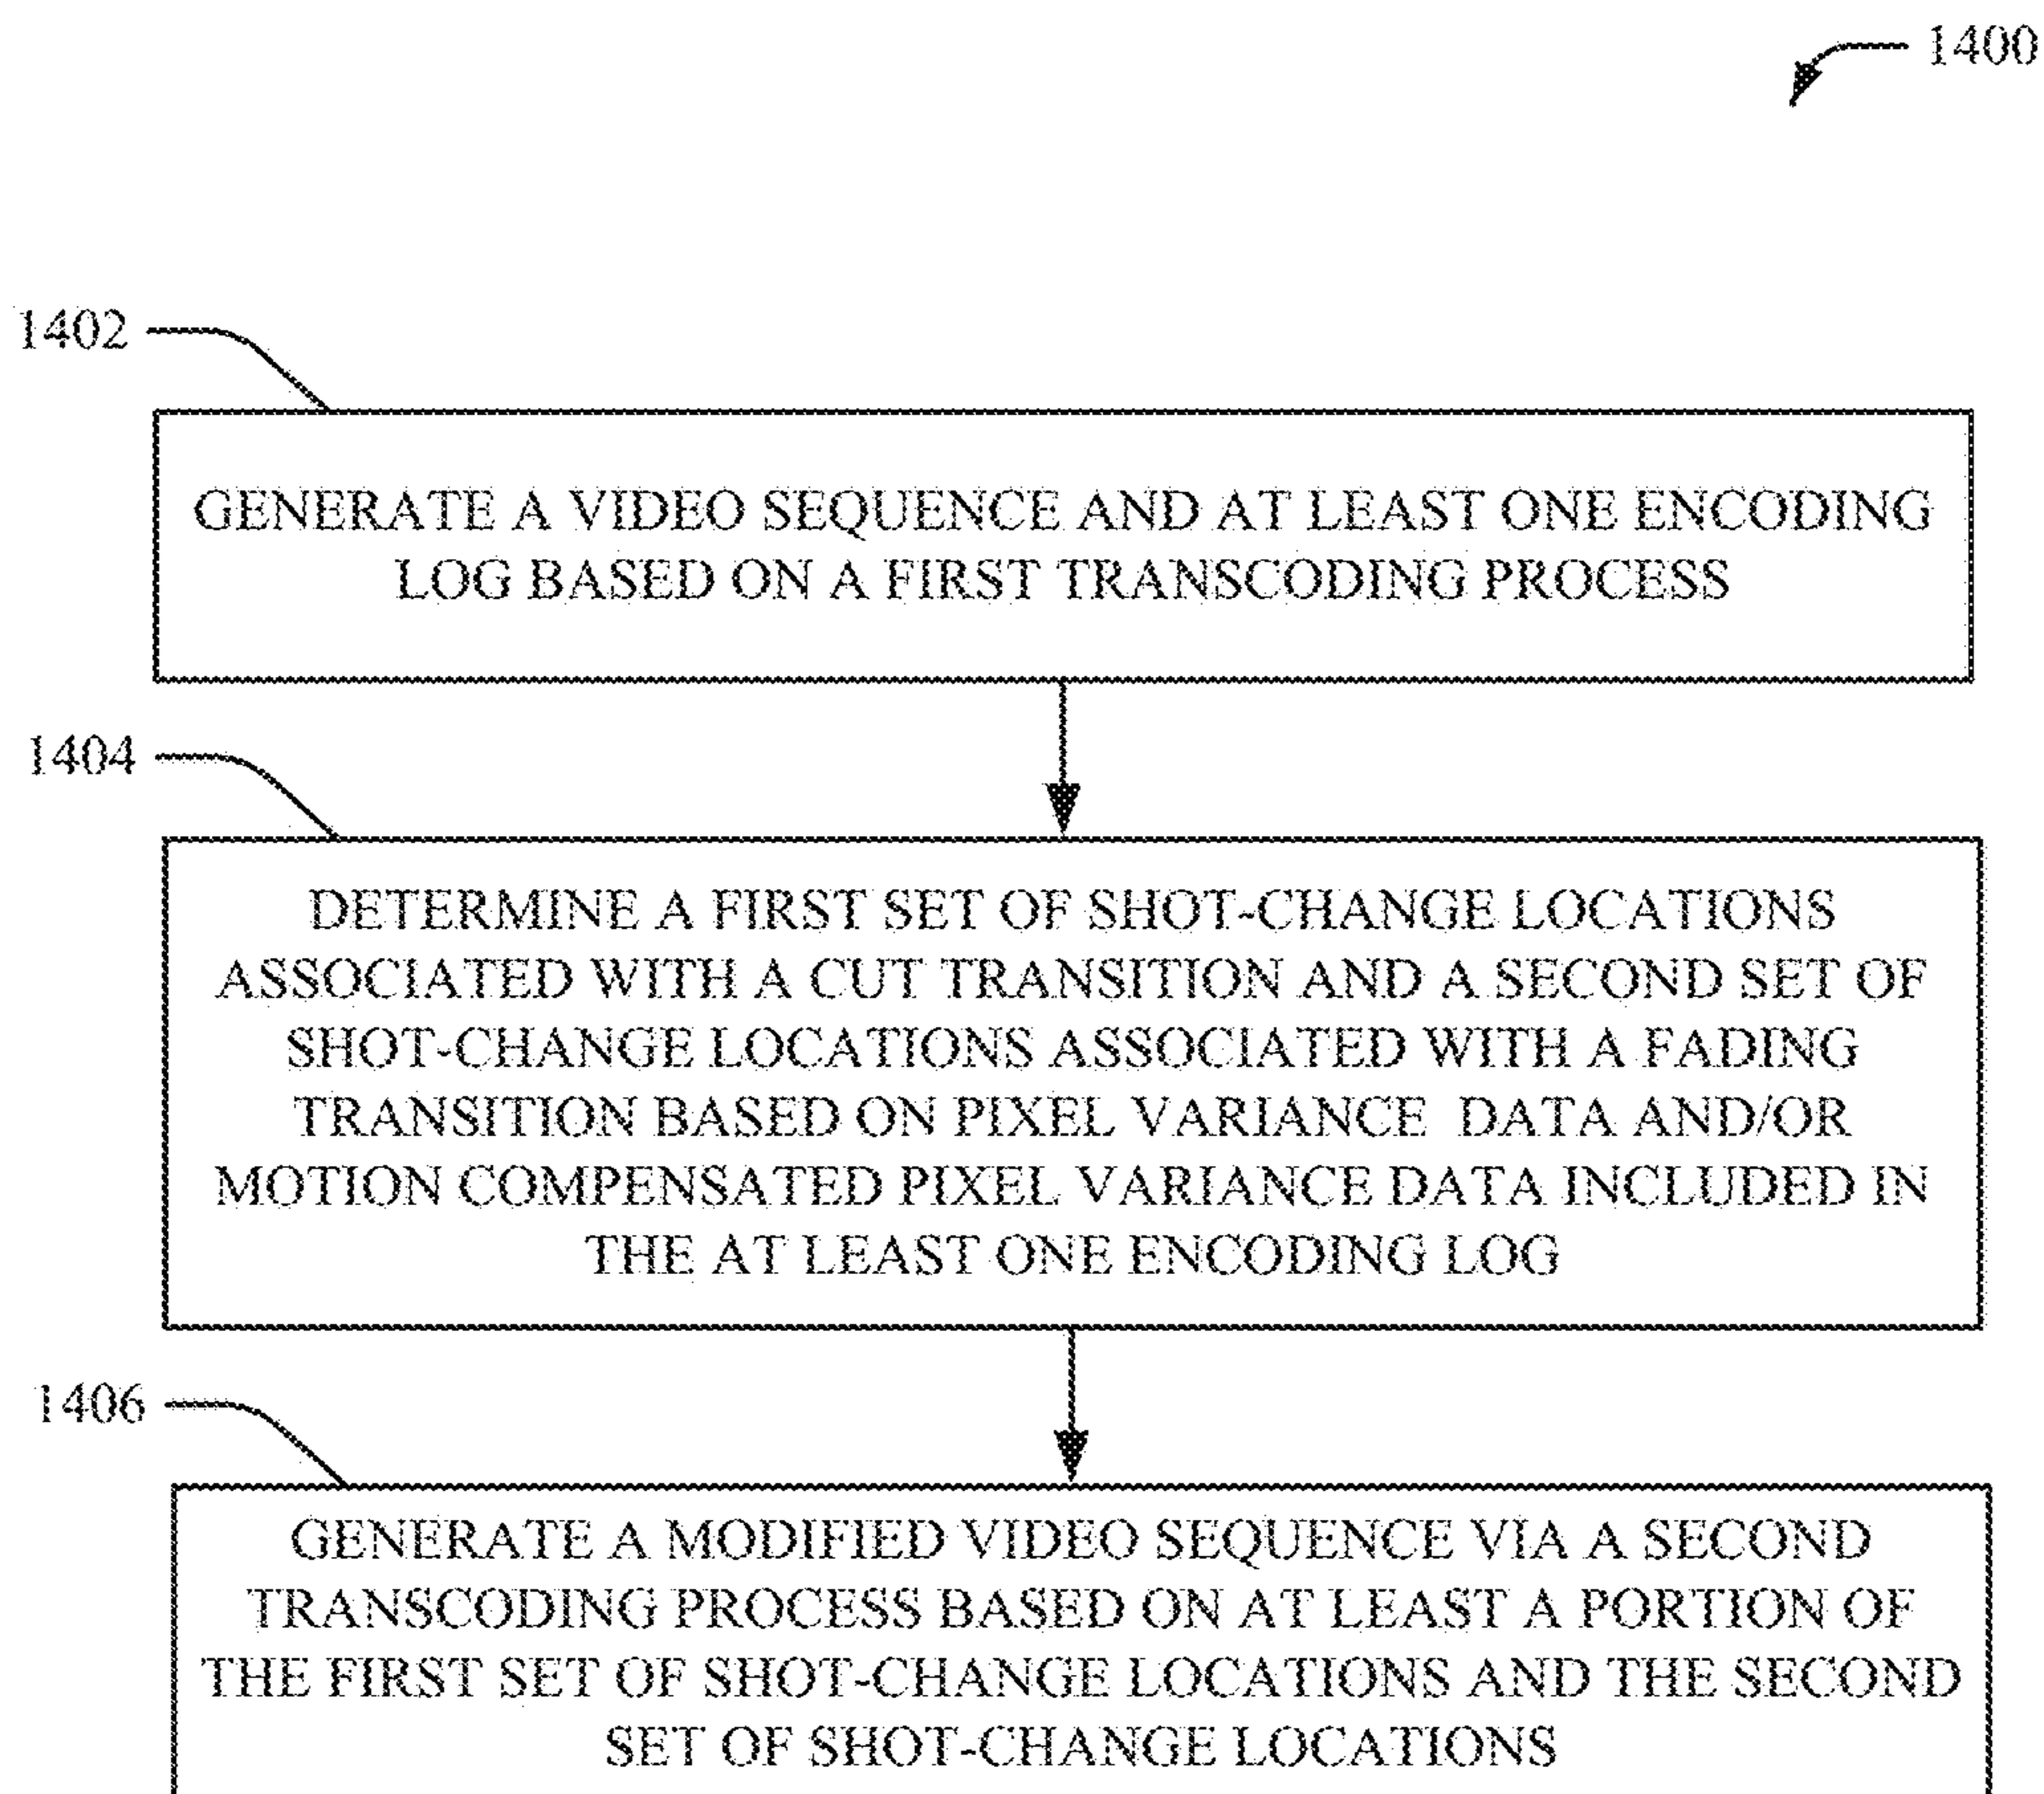 1400
1402
GENERATE A VIDEO SEQUENCE AND AT LEAST ONE ENCODING
LOG BASED ON A FIRST TRANSCODING PROCESS
1404
DETERMINE A FIRST SET OF SHOT-CHANGE LOCATIONS
ASSOCIATED WITH A CUT TRANSITION AND A SECOND SET OF
SHOT-CHANGE LOCATIONS ASSOCIATED WITH A FADING
TRANSITION BASED ON PIXEL VARIANCE DATA AND/OR
MOTION COMPENSATED PIXEL VARIANCE DATA INCLUDED IN
THE AT LEAST ONE ENCODING LOG
1406
GENERATE A MODIFIED VIDEO SEQUENCE VIA A SECOND
TRANSCODING PROCESS BASED ON AT LEAST A PORTION OF
THE FIRST SET OF SHOT-CHANGE LOCATIONS AND THE SECOND
SET OF SHOT-CHANGE LOCATIONS